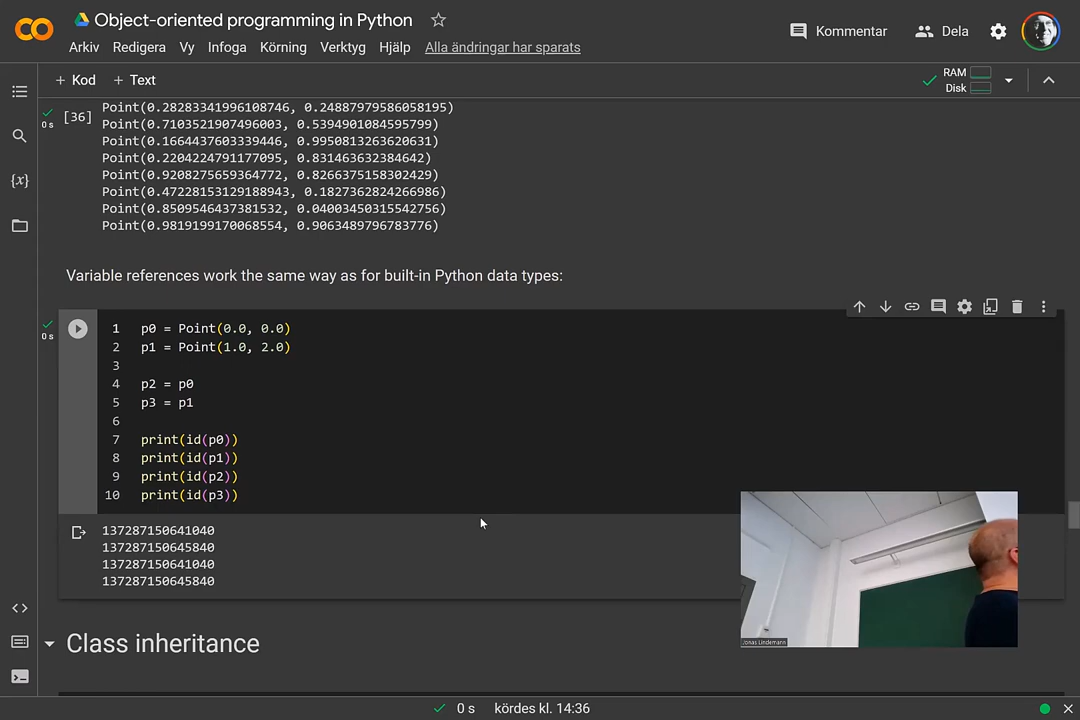 Object-oriented programming in Python
Arkiv Redigera Vy Infoga Körning Verktyg Hjälp Alla ändringar har sparats
Kommentar Dela
+ Kod + Text
RAM
Disk
0 s
[36]
Point(0.28283341996108746, 0.24887979586058195)
Point(0.7103521907496003, 0.5394901084595799)
Point(0.1664437603339446, 0.9950813263620631)
Point(0.2204224791177095, 0.831463632384642)
Point(0.9208275659364772, 0.8266375158302429)
Point(0.47228153129188943, 0.1827362824266986)
Point(0.8509546437381532, 0.04003450315542756)
Point(0.9819199170068554, 0.9063489796783776)
Variable references work the same way as for built-in Python data types:
0 s
1 p0 = Point(0.0, 0.0)
2 p1 = Point(1.0, 2.0)
3
4 p2 = p0
5 p3 = p1
6
7 print(id(p0))
8 print(id(p1))
9 print(id(p2))
10 print(id(p3))
137287150641040
137287150645840
137287150641040
137287150645840
Jonas Lindemann
Class inheritance
0 s kördes kl. 14:36